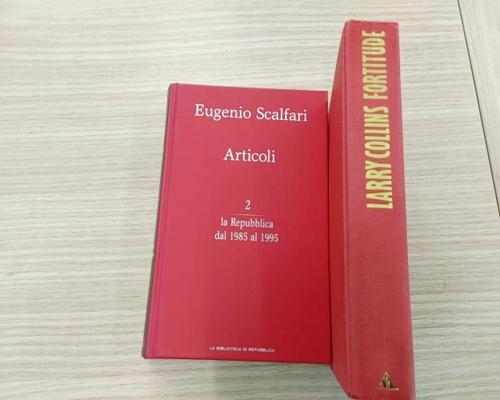 Eugenio Scalfari
Articoli
2
la Repubblica
dal 1985 al 1995
LA BIBLIOTECA DI REPUBBLICA
LARRY COLLINS FORTITUDE